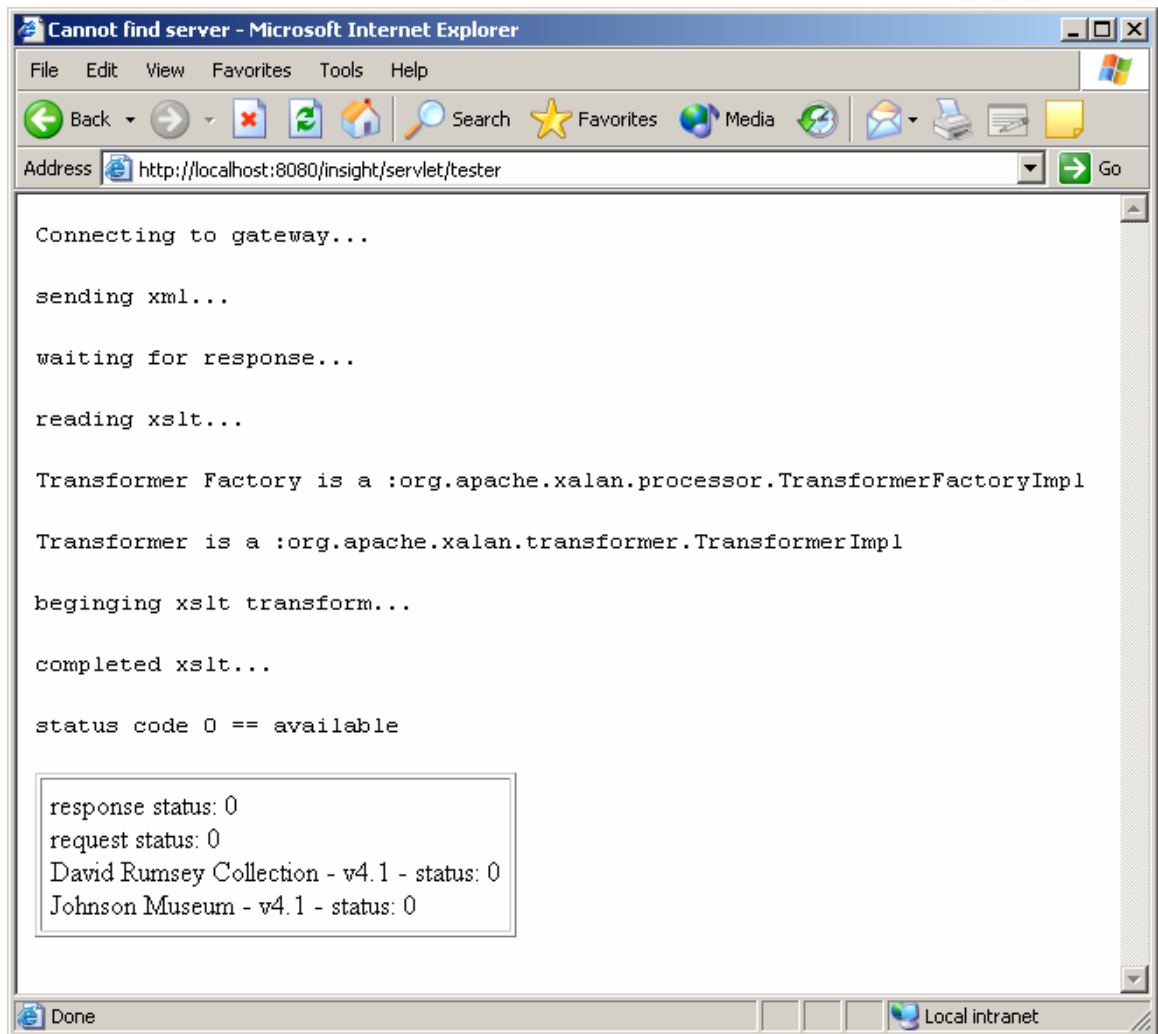 Cannot find server - Microsoft Internet Explorer
File Edit View Favorites Tools Help
Back Search Favorites Media
Address http://localhost:8080/insight/servlet/tester Go
Connecting to gateway...
sending xml...
waiting for response...
reading xslt...
Transformer Factory is a :org.apache.xalan.processor.TransformerFactoryImpl
Transformer is a :org.apache.xalan.transformer.TransformerImpl
beginging xslt transform...
completed xslt...
status code 0 == available
response status: 0
request status: 0
David Rumsey Collection - v4.1 - status: 0
Johnson Museum - v4.1 - status: 0
Done Local intranet